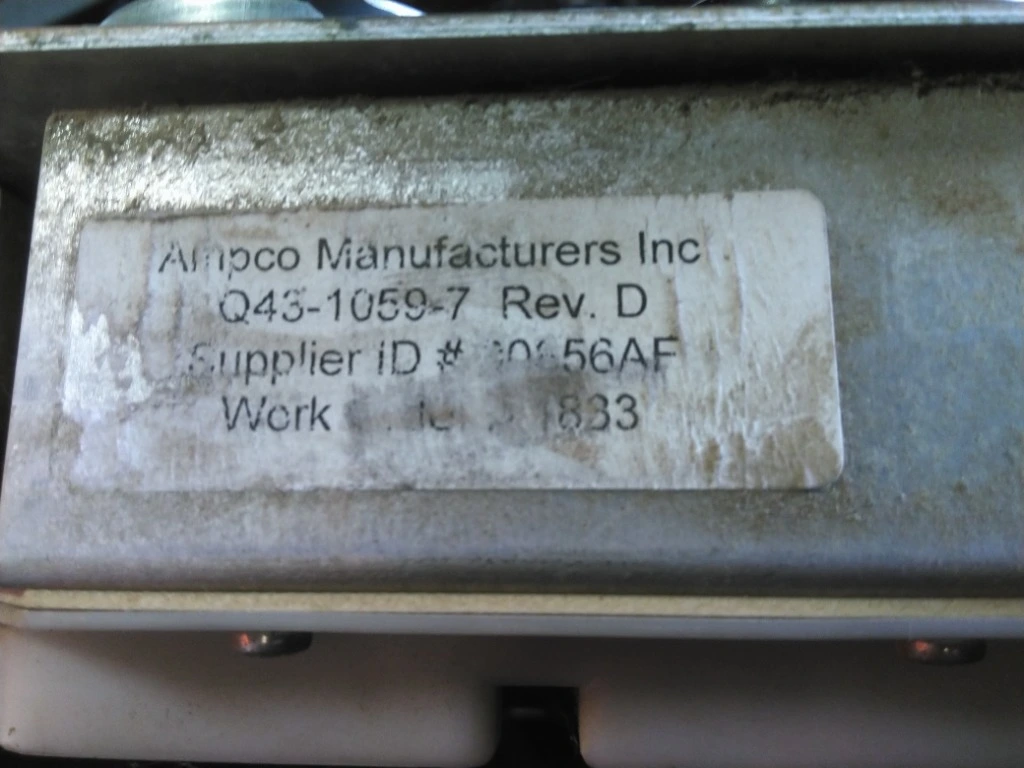 Ampco Manufacturers Inc
Q43-1059-7 Rev. D
Supplier ID #
Work